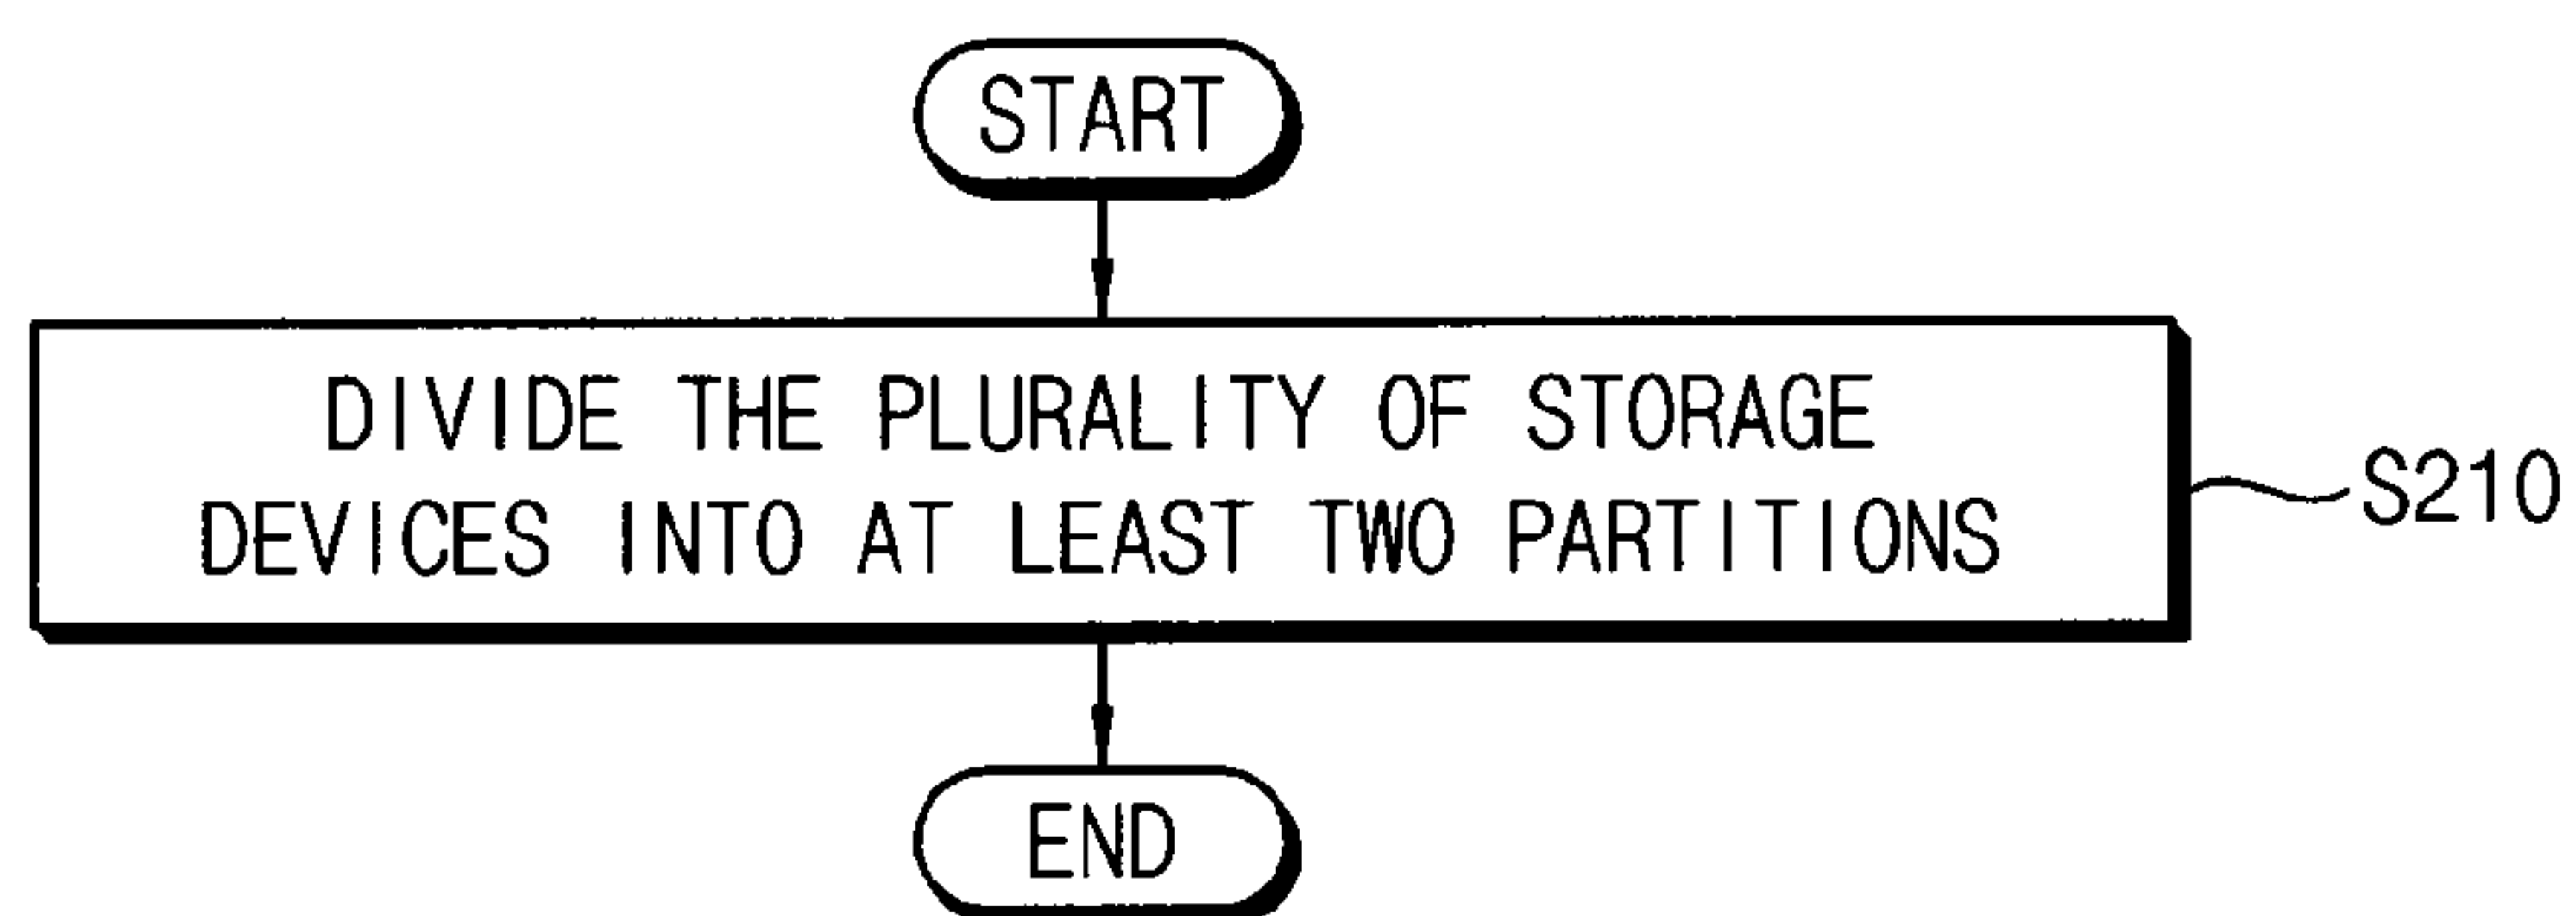 START
DIVIDE THE PLURALITY OF STORAGE
DEVICES INTO AT LEAST TWO PARTITIONS
S210
END